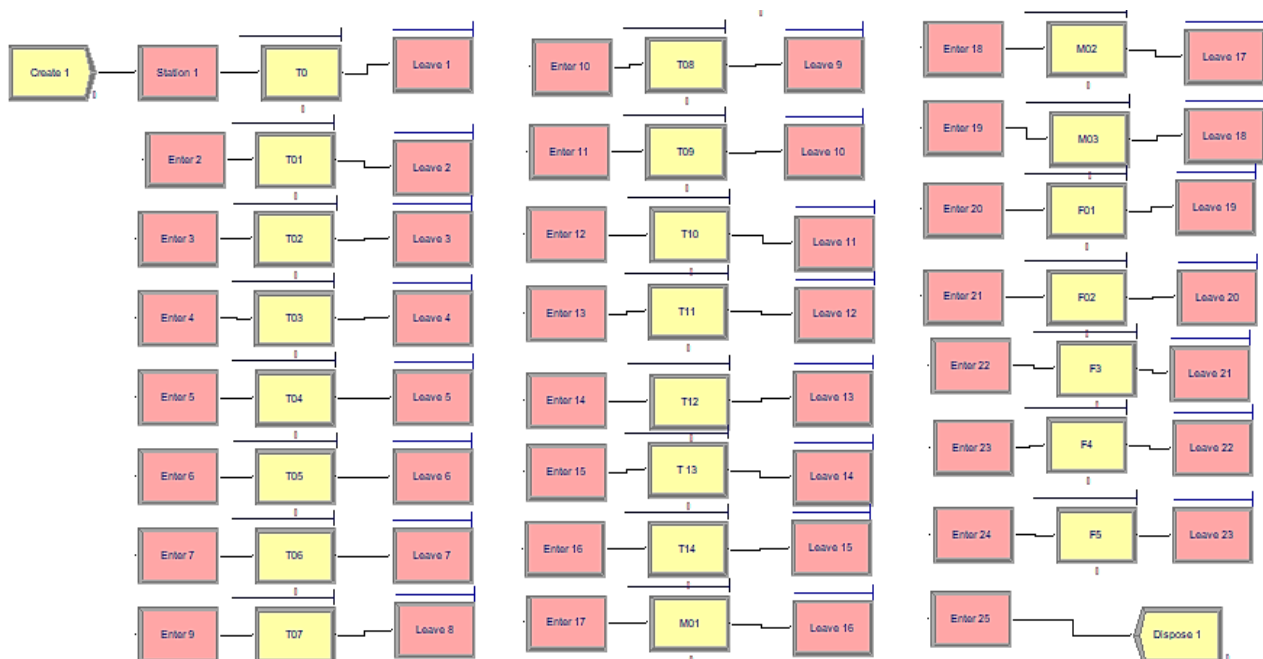 Create 1
Station 1
T0
Leave 1
Enter 2
T01
Leave 2
Enter 3
T02
Leave 3
Enter 4
T03
Leave 4
Enter 5
T04
Leave 5
Enter 6
T05
Leave 6
Enter 7
T06
Leave 7
Enter 9
T07
Leave 8
Enter 10
T08
Leave 9
Enter 11
T09
Leave 10
Enter 12
T10
Leave 11
Enter 13
T11
Leave 12
Enter 14
T12
Leave 13
Enter 15
T 13
Leave 14
Enter 16
T14
Leave 15
Enter 17
M01
Leave 16
Enter 18
M02
Leave 17
Enter 19
M03
Leave 18
Enter 20
F01
Leave 19
Enter 21
F02
Leave 20
Enter 22
F3
Leave 21
Enter 23
F4
Leave 22
Enter 24
F5
Leave 23
Enter 25
Dispose 1